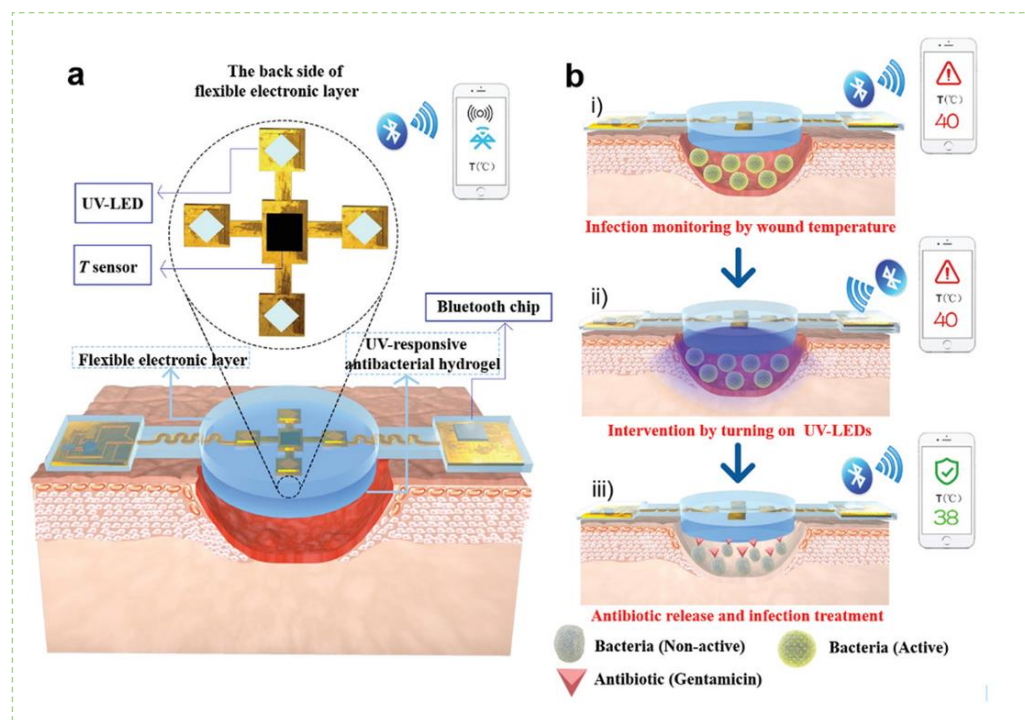 a
The back side of
flexible electronic layer
T(℃)
UV-LED
T sensor
Bluetooth chip
Flexible electronic layer
UV-responsive
antibacterial hydrogel
b
i)
T(℃)
40
Infection monitoring by wound temperature
ii)
T(℃)
40
Intervention by turning on UV-LEDs
iii)
T(℃)
38
Antibiotic release and infection treatment
Bacteria (Non-active)
Bacteria (Active)
Antibiotic (Gentamicin)